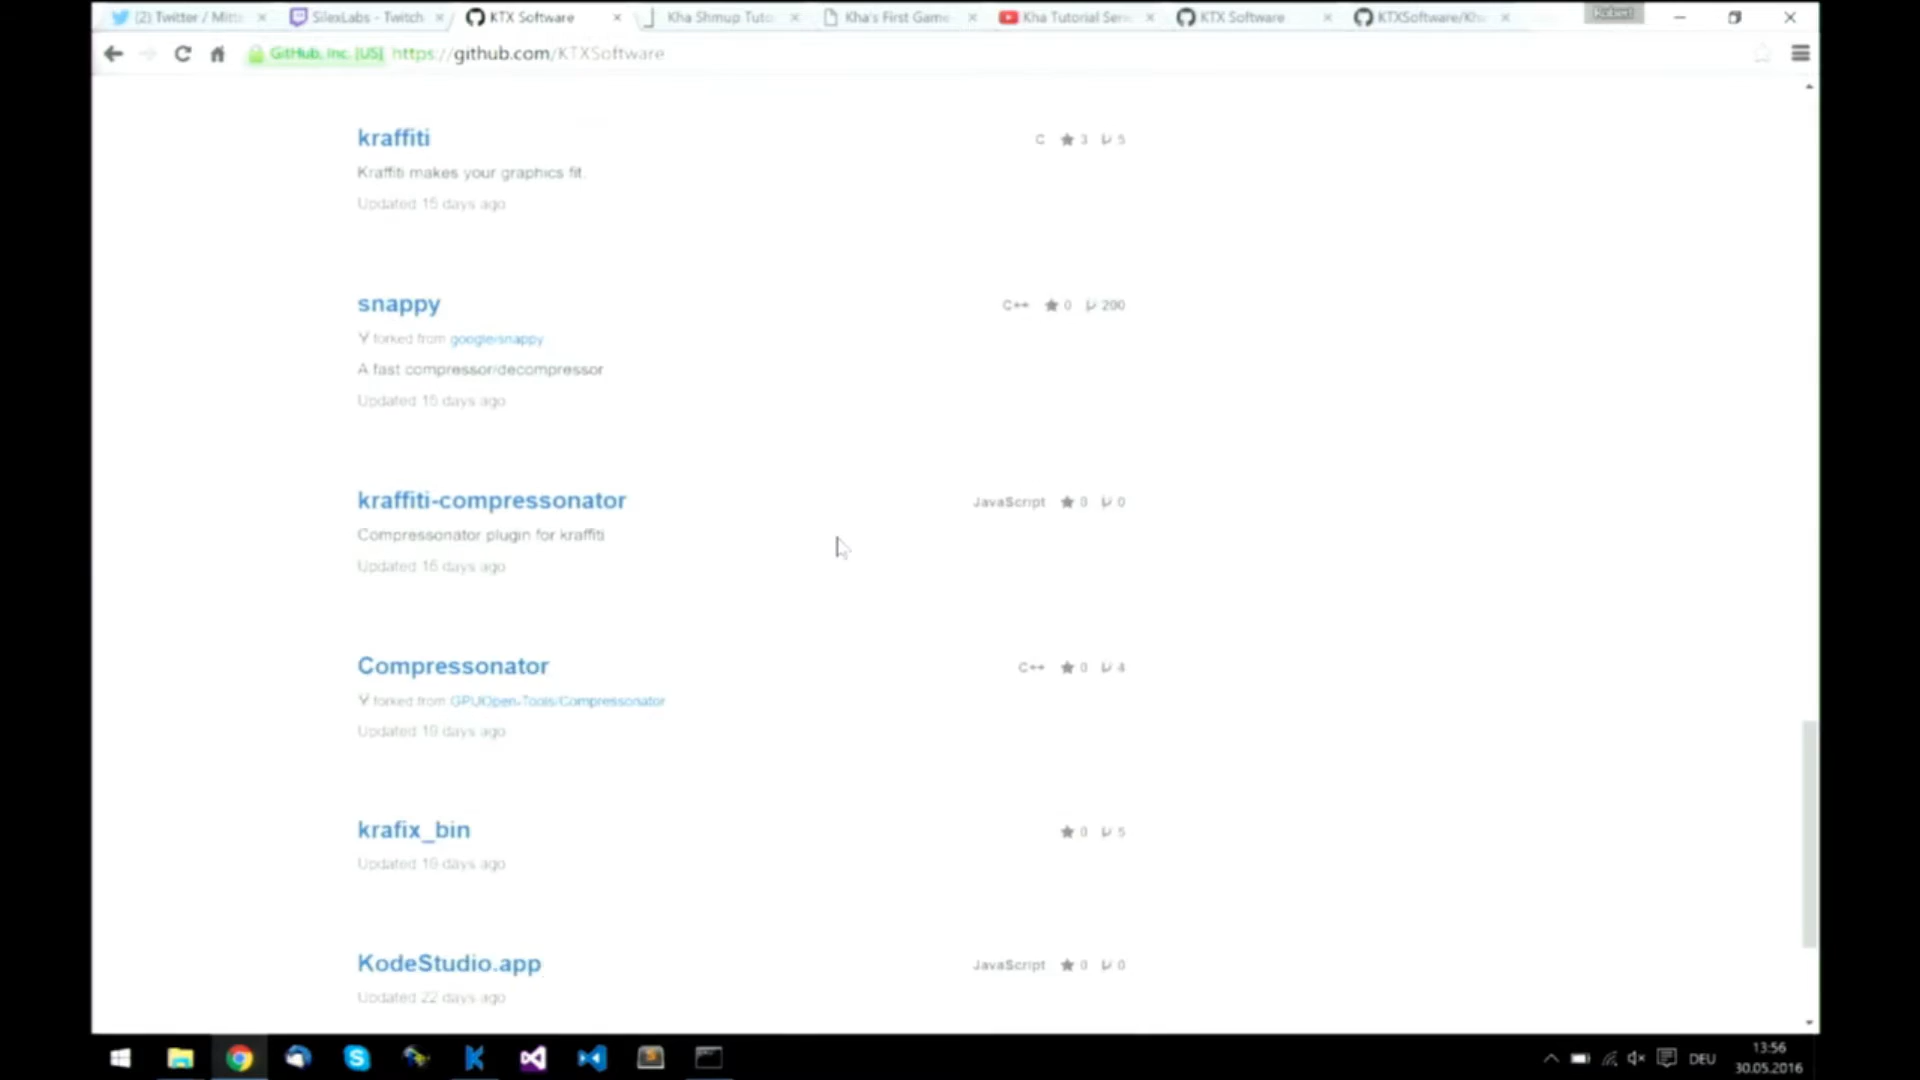 (2) Twitter / Mitt
SilexLabs - Twitch
KTX Software
Kha Shmup Tuto
Kha's First Game
Kha Tutorial Seri
KTX Software
KTXSoftware/Kha
Robert
GitHub, Inc. [US]
https://github.com/KTXSoftware
kraffiti
C 3 5
Kraffiti makes your graphics fit.
Updated 15 days ago
snappy
C++ 0 200
forked from google/snappy
A fast compressor/decompressor
Updated 16 days ago
kraffiti-compressonator
JavaScript 0 0
Compressonator plugin for kraffiti
Updated 16 days ago
Compressonator
C++ 0 4
forked from GPUOpen-Tools/Compressonator
Updated 19 days ago
krafix_bin
0 5
Updated 19 days ago
KodeStudio.app
JavaScript 0 0
Updated 22 days ago
DEU
13:56
30.05.2016